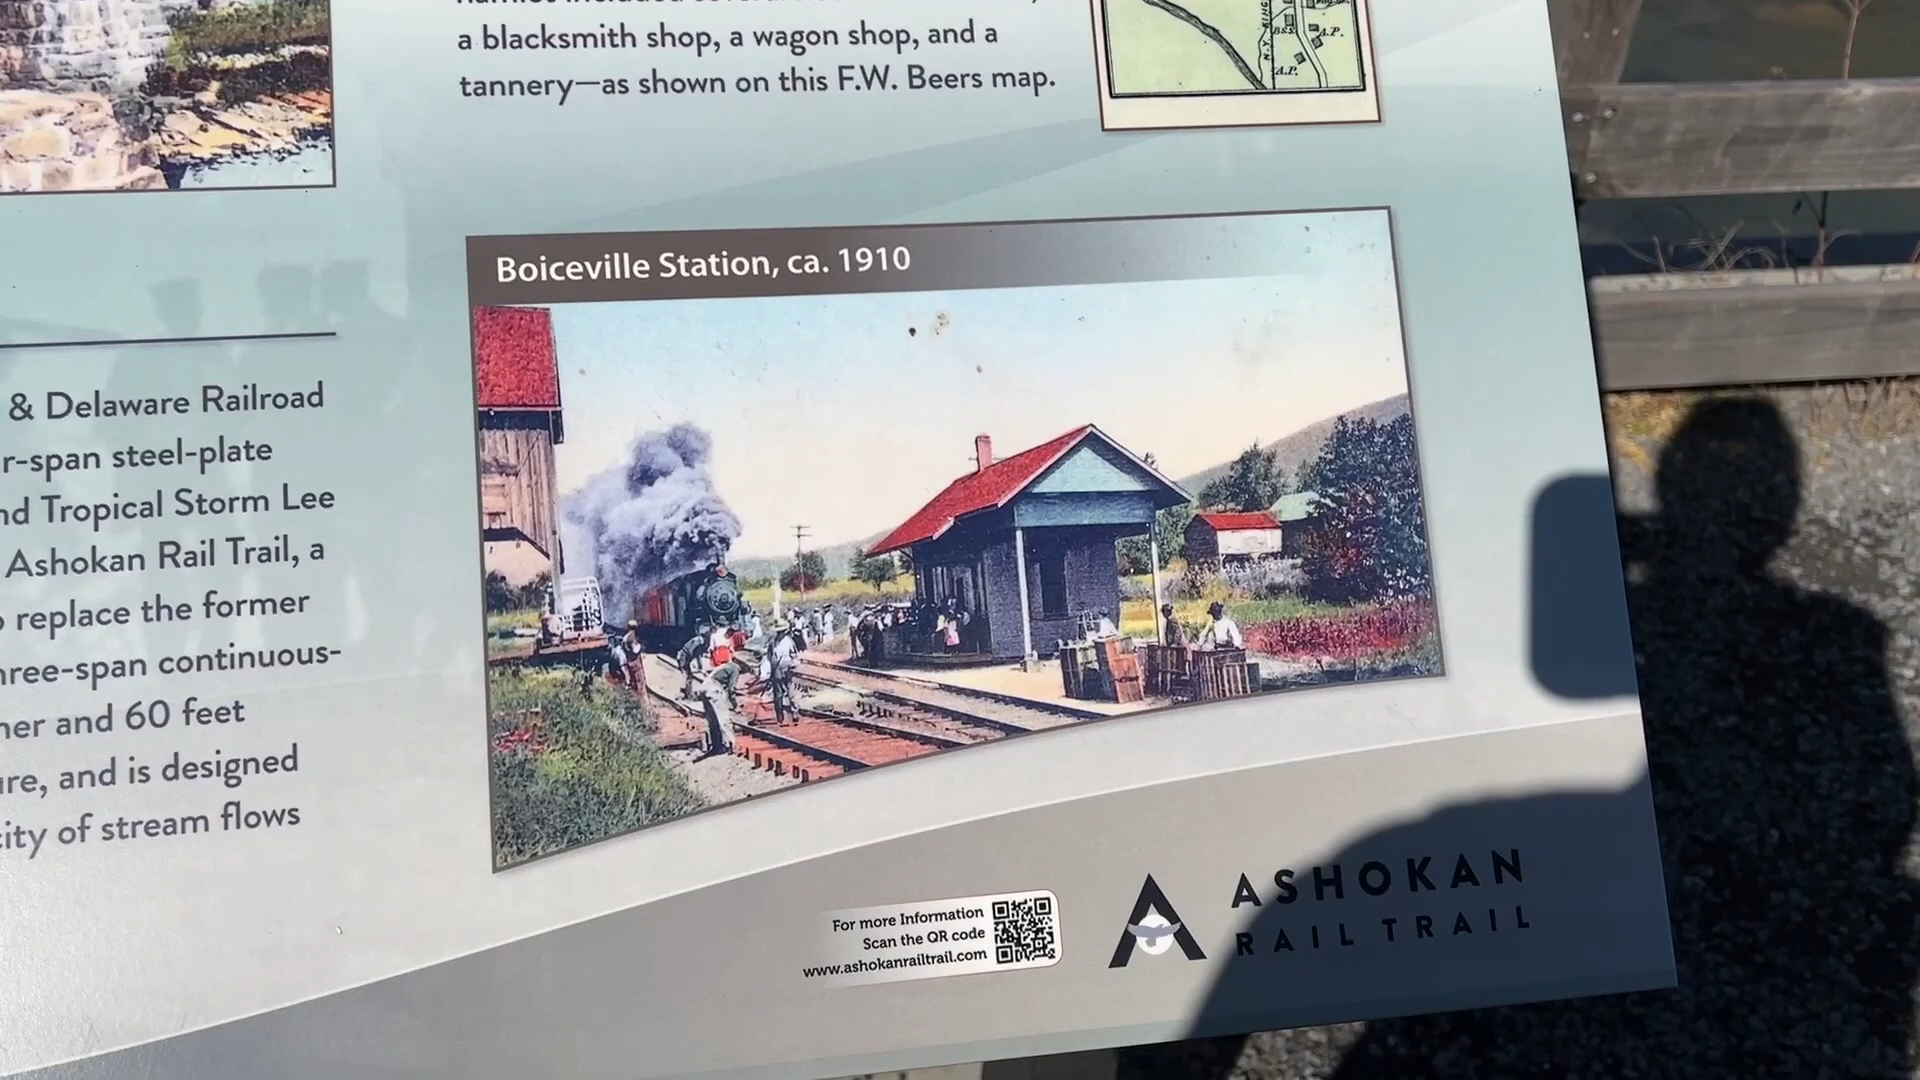 a blacksmith shop, a wagon shop, and a
tannery—as shown on this F.W. Beers map.
B.S.S.
A.P.
A.P.
Boiceville Station, ca. 1910
& Delaware Railroad
r-span steel-plate
nd Tropical Storm Lee
Ashokan Rail Trail, a
replace the former
hree-span continuous-
her and 60 feet
ure, and is designed
city of stream flows
For more Information
Scan the QR code
www.ashokanrailtrail.com
ASHOKAN
RAIL TRAIL